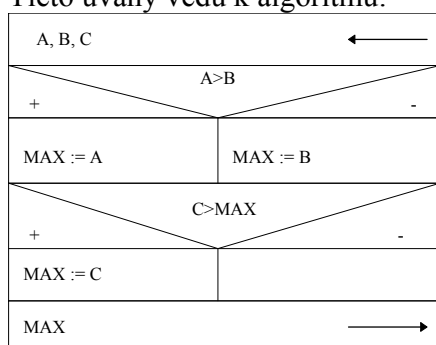 Tieto úvahy vedú k algoritmu:
A, B, C
A>B
+ -
MAX := A MAX := B
C>MAX
+ -
MAX := C
MAX